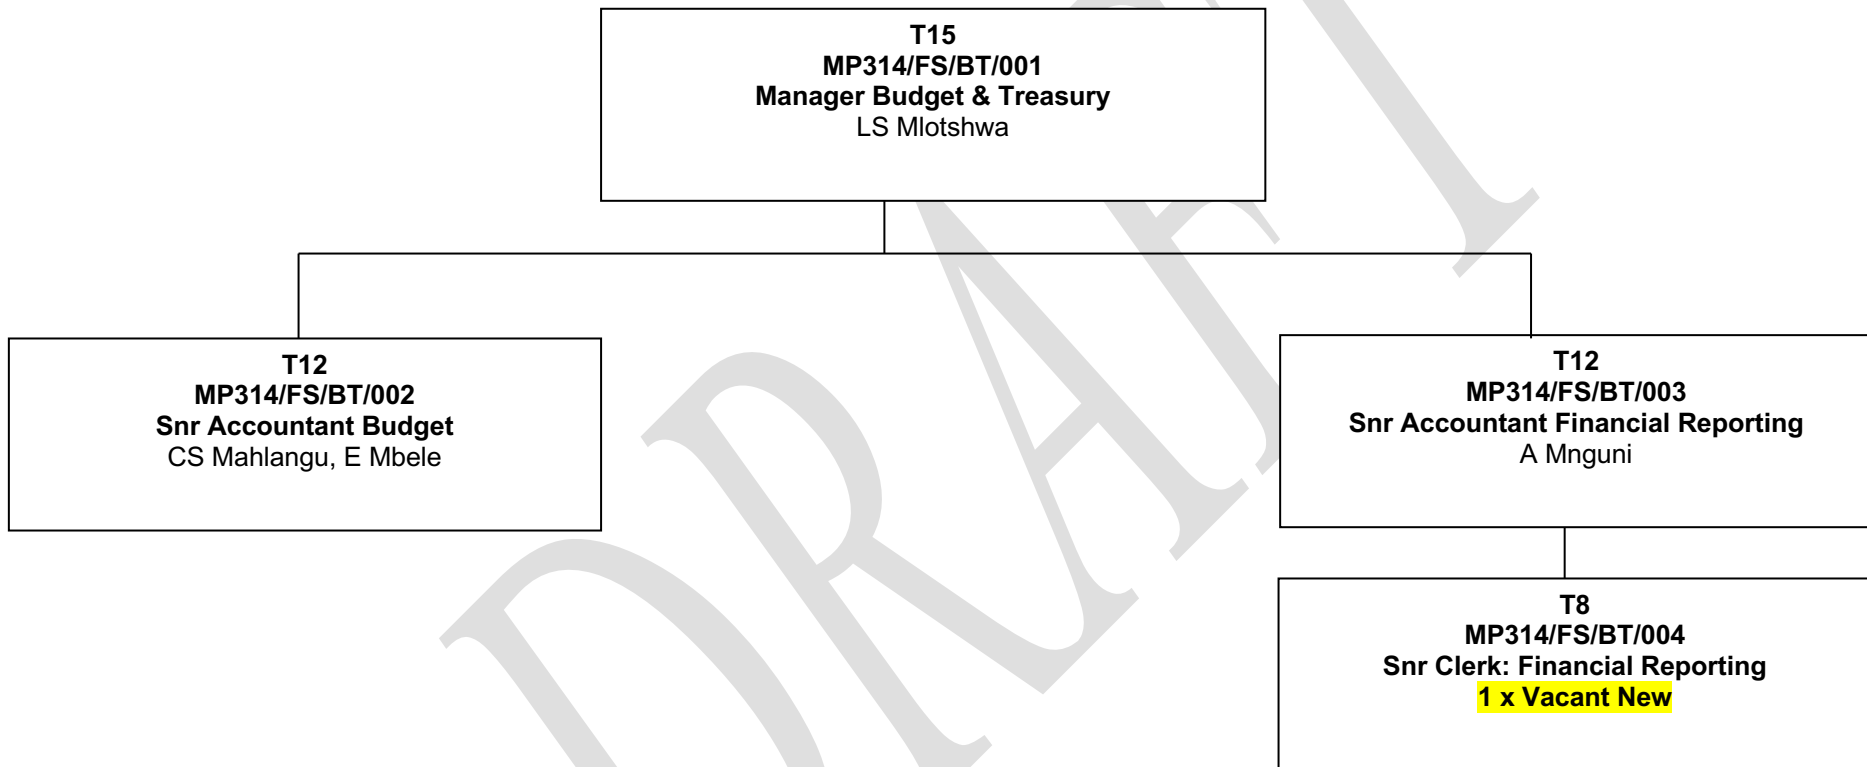 T15
MP314/FS/BT/001
Manager Budget & Treasury
LS Mlotshwa
T12
MP314/FS/BT/002
Snr Accountant Budget
CS Mahlangu, E Mbele
T12
MP314/FS/BT/003
Snr Accountant Financial Reporting
A Mnguni
T8
MP314/FS/BT/004
Snr Clerk: Financial Reporting
1 x Vacant New
DRAFT